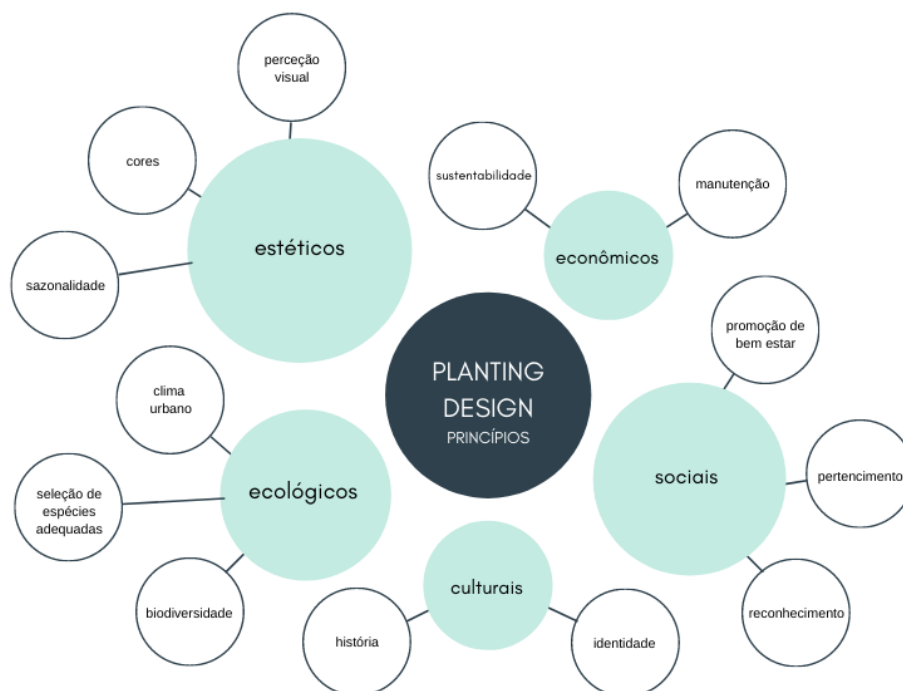 perceção
visual
cores
sazonalidade
estéticos
sustentabilidade
manutenção
econômicos
PLANTING
DESIGN
PRINCÍPIOS
promoção de
bem estar
sociais
pertencimento
reconhecimento
clima
urbano
seleção de
espécies
adequadas
ecológicos
biodiversidade
culturais
história
identidade